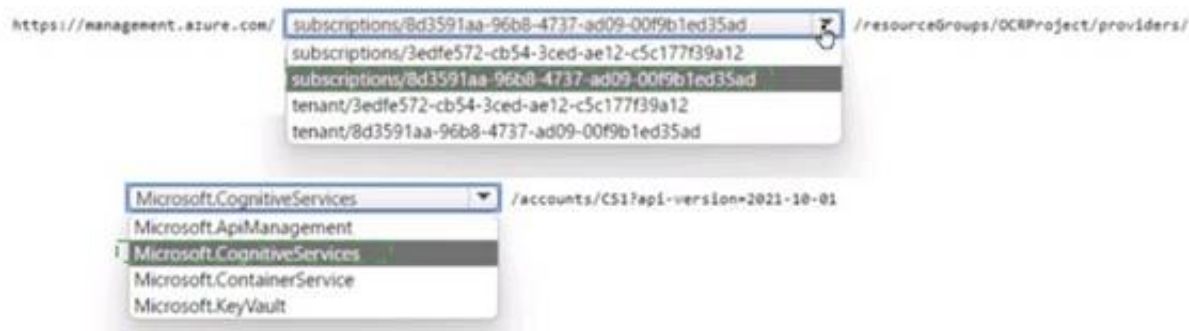 https://management.azure.com/ subscriptions/8d3591aa-96b8-4737-ad09-00f9b1ed35ad /resourceGroups/OCRProject/providers/
subscriptions/3edfe572-cb54-3ced-ae12-c5c177f39a12
subscriptions/8d3591aa-96b8-4737-ad09-00f9b1ed35ad
tenant/3edfe572-cb54-3ced-ae12-c5c177f39a12
tenant/8d3591aa-96b8-4737-ad09-00f9b1ed35ad
Microsoft.CognitiveServices /accounts/CS1?api-version=2021-10-01
Microsoft.ApiManagement
Microsoft.CognitiveServices
Microsoft.ContainerService
Microsoft.KeyVault